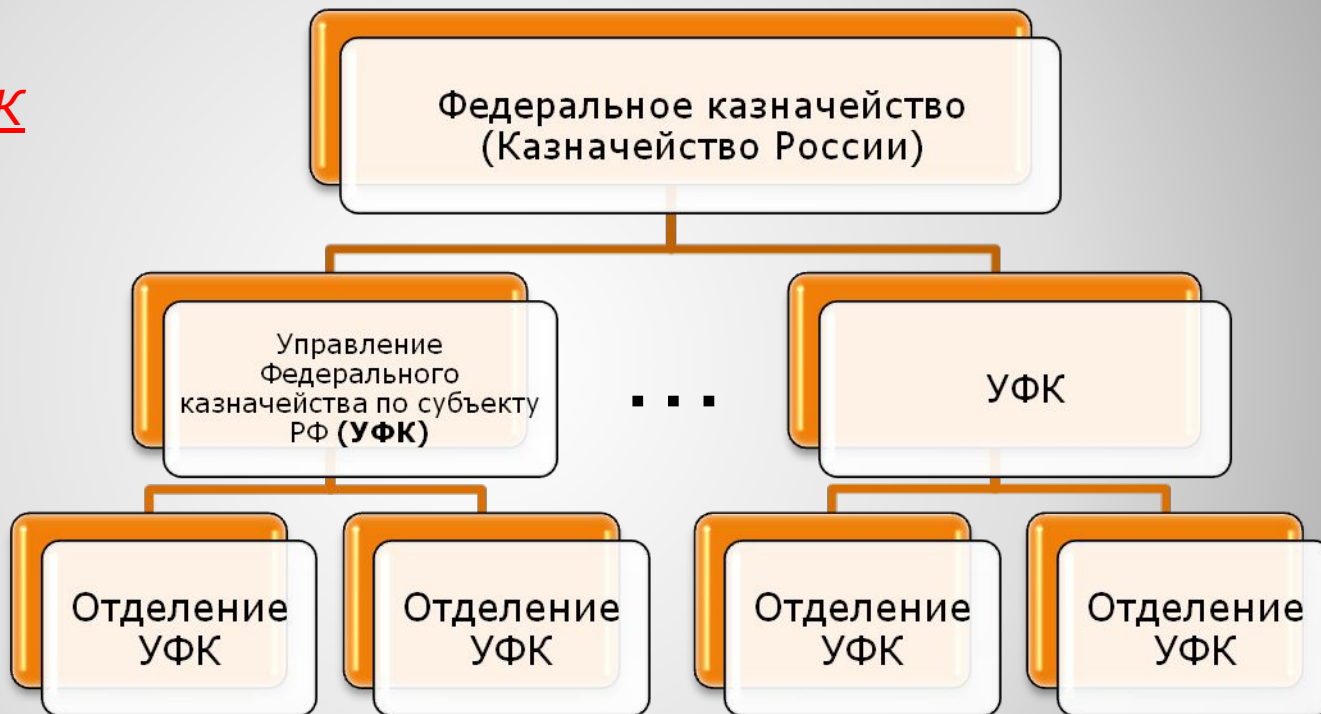 К
Федеральное казначейство
(Казначейство России)
Управление
Федерального
казначейства по субъекту
РФ (УФК)
. . .
УФК
Отделение
УФК
Отделение
УФК
Отделение
УФК
Отделение
УФК